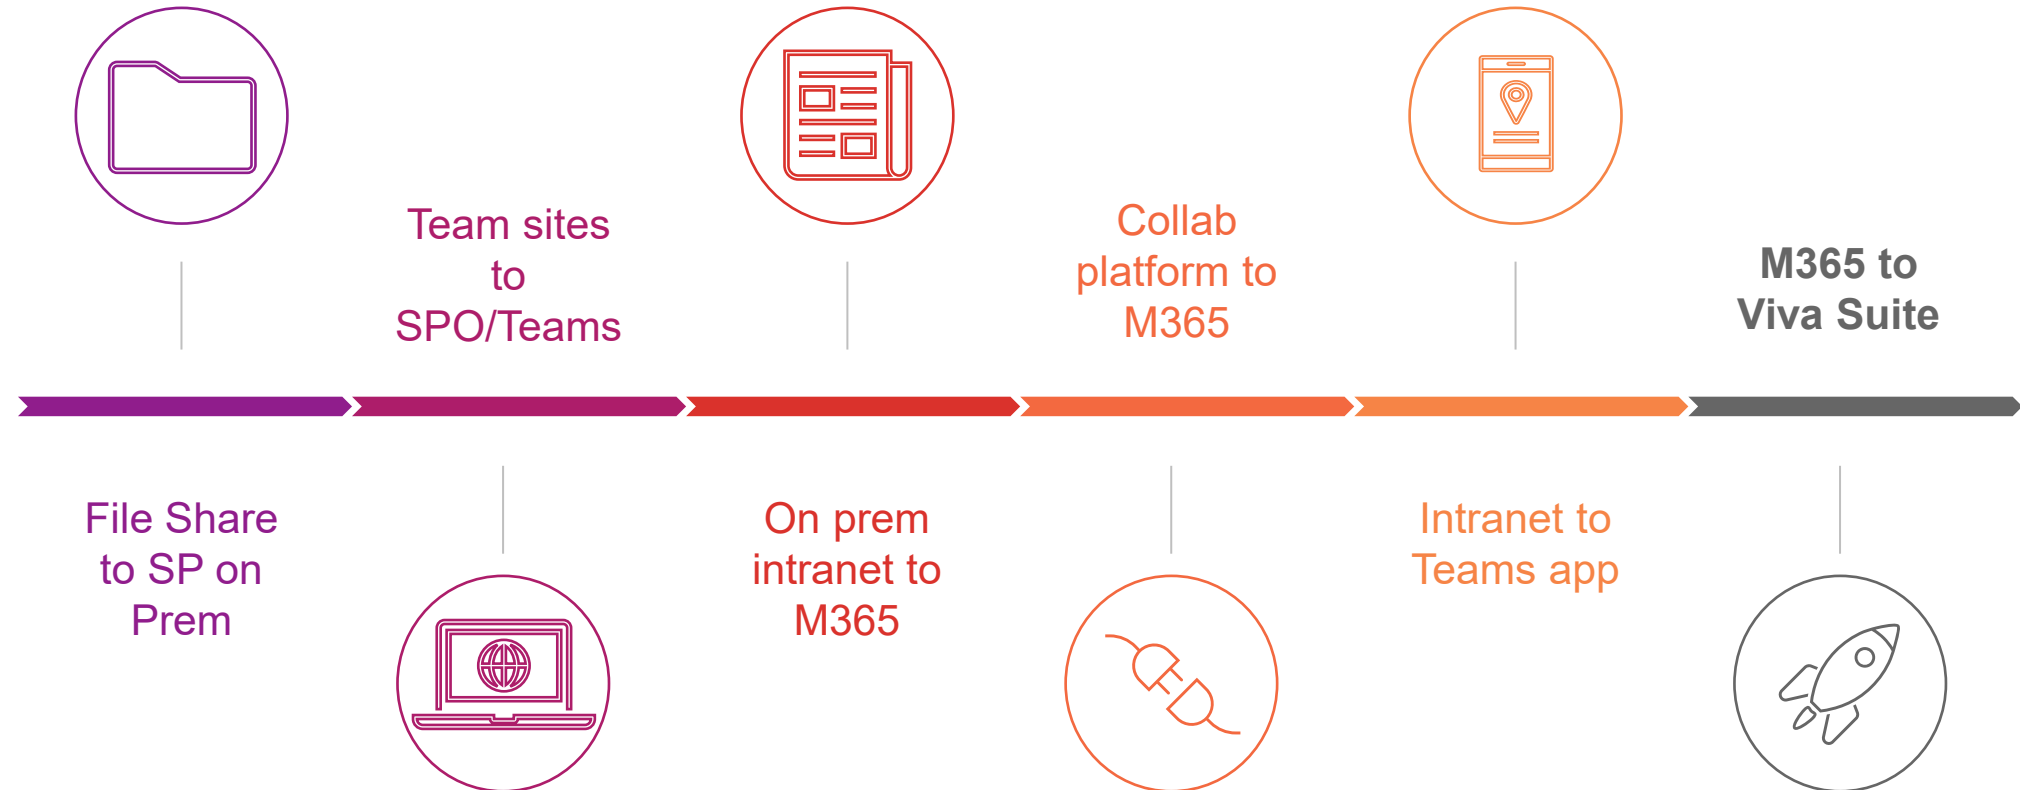 File Share
to SP on
Prem
Team sites
to
SPO/Teams
On prem
intranet to
M365
Collab
platform to
M365
Intranet to
Teams app
M365 to
Viva Suite